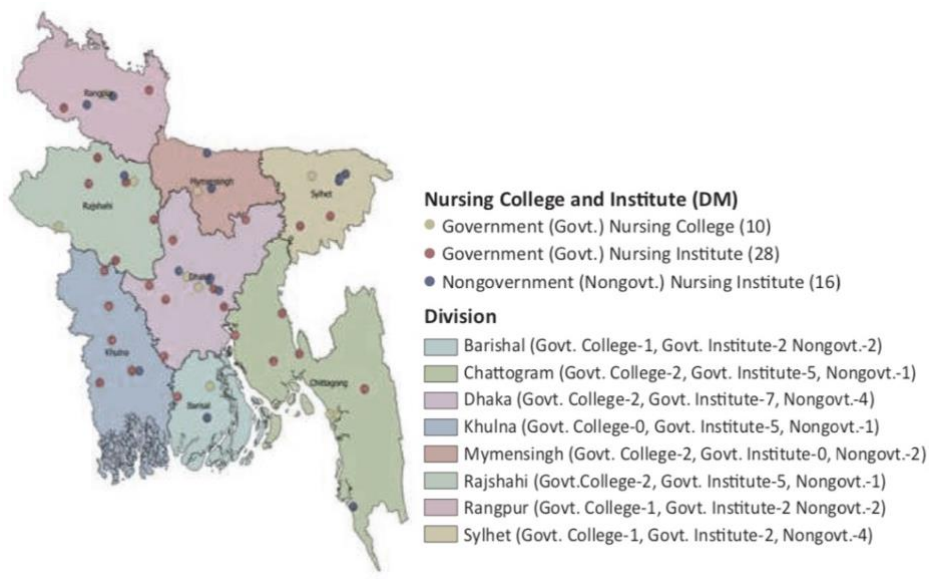 Rangpur
Mymensingh
Sylhet
Rajshahi
Dhaka
Khulna
Barisal
Chittagong
Nursing College and Institute (DM)
Government (Govt.) Nursing College (10)
Government (Govt.) Nursing Institute (28)
Nongovernment (Nongovt.) Nursing Institute (16)
Division
Barishal (Govt. College-1, Govt. Institute-2 Nongovt.-2)
Chattogram (Govt. College-2, Govt. Institute-5, Nongovt.-1)
Dhaka (Govt. College-2, Govt. Institute-7, Nongovt.-4)
Khulna (Govt. College-0, Govt. Institute-5, Nongovt.-1)
Mymensingh (Govt. College-2, Govt. Institute-0, Nongovt.-2)
Rajshahi (Govt.College-2, Govt. Institute-5, Nongovt.-1)
Rangpur (Govt. College-1, Govt. Institute-2 Nongovt.-2)
Sylhet (Govt. College-1, Govt. Institute-2, Nongovt.-4)